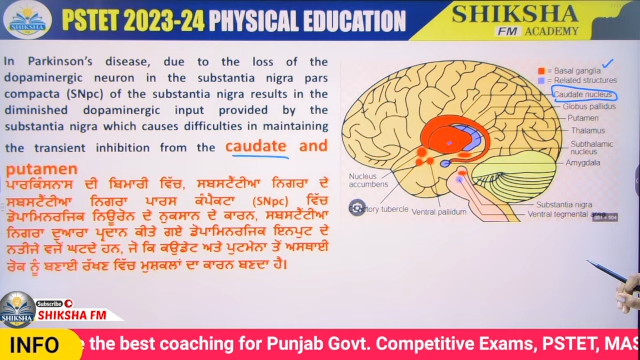 SHIKSHA
PSTET 2023-24 PHYSICAL EDUCATION
SHIKSHA
FM ACADEMY
In Parkinson's disease, due to the loss of the
dopaminergic neuron in the substantia nigra pars
compacta (SNpc) of the substantia nigra results in the
diminished dopaminergic input provided by the
substantia nigra which causes difficulties in maintaining
the transient inhibition from the caudate and
putamen
ਪਾਰਕਿੰਸਨਸ ਦੀ ਬਿਮਾਰੀ ਵਿੱਚ, ਸਬਸਟੈਂਟੀਆ ਨਿਗਰਾ ਦੇ
ਸਬਸਟੈਂਟੀਆ ਨਿਗਰਾ ਪਾਰਸ ਕੰਪੈਕਟਾ (SNpc) ਵਿੱਚ
ਡੋਪਾਮਿਨਰਜਿਕ ਨਿਊਰੋਨ ਦੇ ਨੁਕਸਾਨ ਦੇ ਕਾਰਨ, ਸਬਸਟੈਂਟੀਆ
ਨਿਗਰਾ ਦੁਆਰਾ ਪ੍ਰਦਾਨ ਕੀਤੇ ਗਏ ਡੋਪਾਮਿਨਰਜਿਕ ਇਨਪੁਟ ਦੇ
ਨਤੀਜੇ ਵਜੋਂ ਘਟਦੇ ਹਨ, ਜੋ ਕਿ ਕਉਡੇਟ ਅਤੇ ਪੁਟਮੇਨਾ ਤੋਂ ਅਸਥਾਈ
ਰੋਕ ਨੂੰ ਬਣਾਈ ਰੱਖਣ ਵਿੱਚ ਮੁਸ਼ਕਲਾਂ ਦਾ ਕਾਰਨ ਬਣਦਾ ਹੈ।
= Basal ganglia
= Related structures
Caudate nucleus
Globus pallidus
Putamen
Thalamus
Subthalamic
nucleus
Amygdala
Nucleus
accumbens
tory tubercle
Ventral pallidum
Substantia nigra
Ventral tegmental area
SHIKSHA
Subscribe
SHIKSHA FM
INFO
e the best coaching for Punjab Govt. Competitive Exams, PSTET, MAS